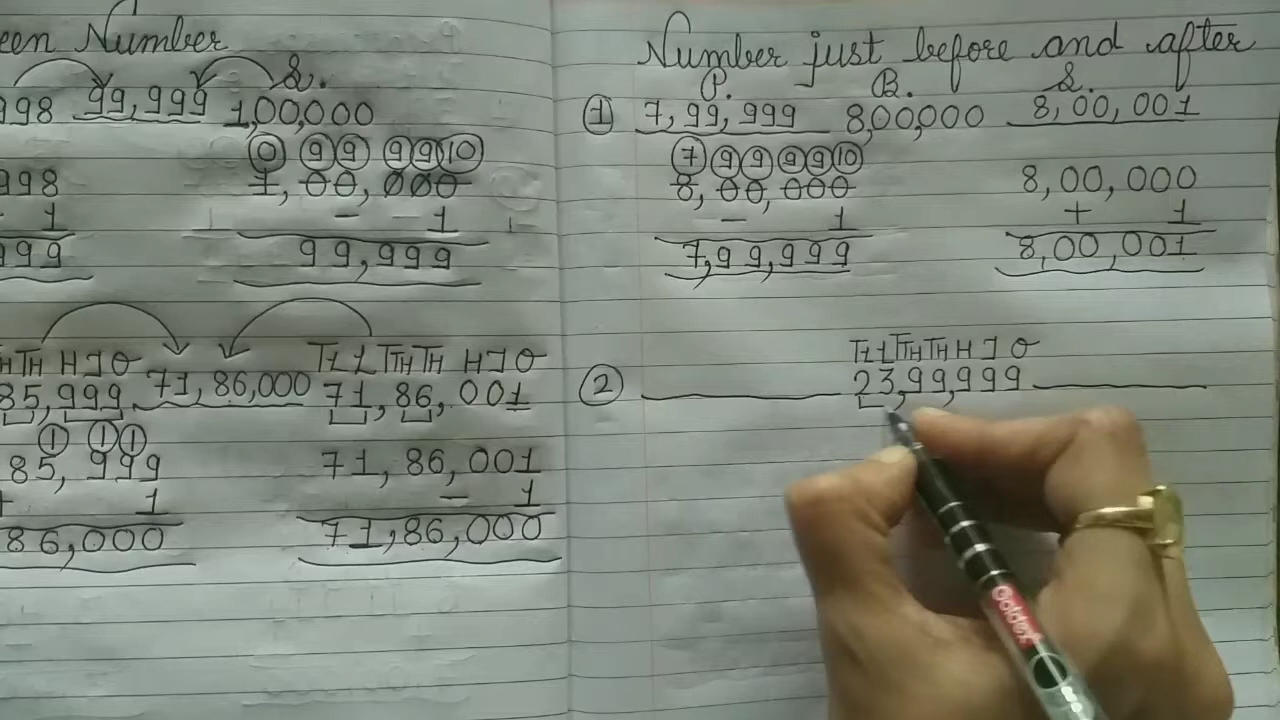 een Number
S.
998 99,999 1,00,000
0 9 9 9 9 10
998 1,00,000
1 - 1
999 99,999
TH H T O TL L TTH TH H T O
85,999 71,86,000 71,86,001
1 1 1
85,999 71,86,001
+ 1 - 1
86,000 71,86,000
Number just before and after
P. B. S.
1 7,99,999 8,00,000 8,00,001
7 9 9 9 9 10
8,00,000 8,00,000
- 1 + 1
7,99,999 8,00,001
TL L TTH TH H T O
2 23,99,999
Goldex